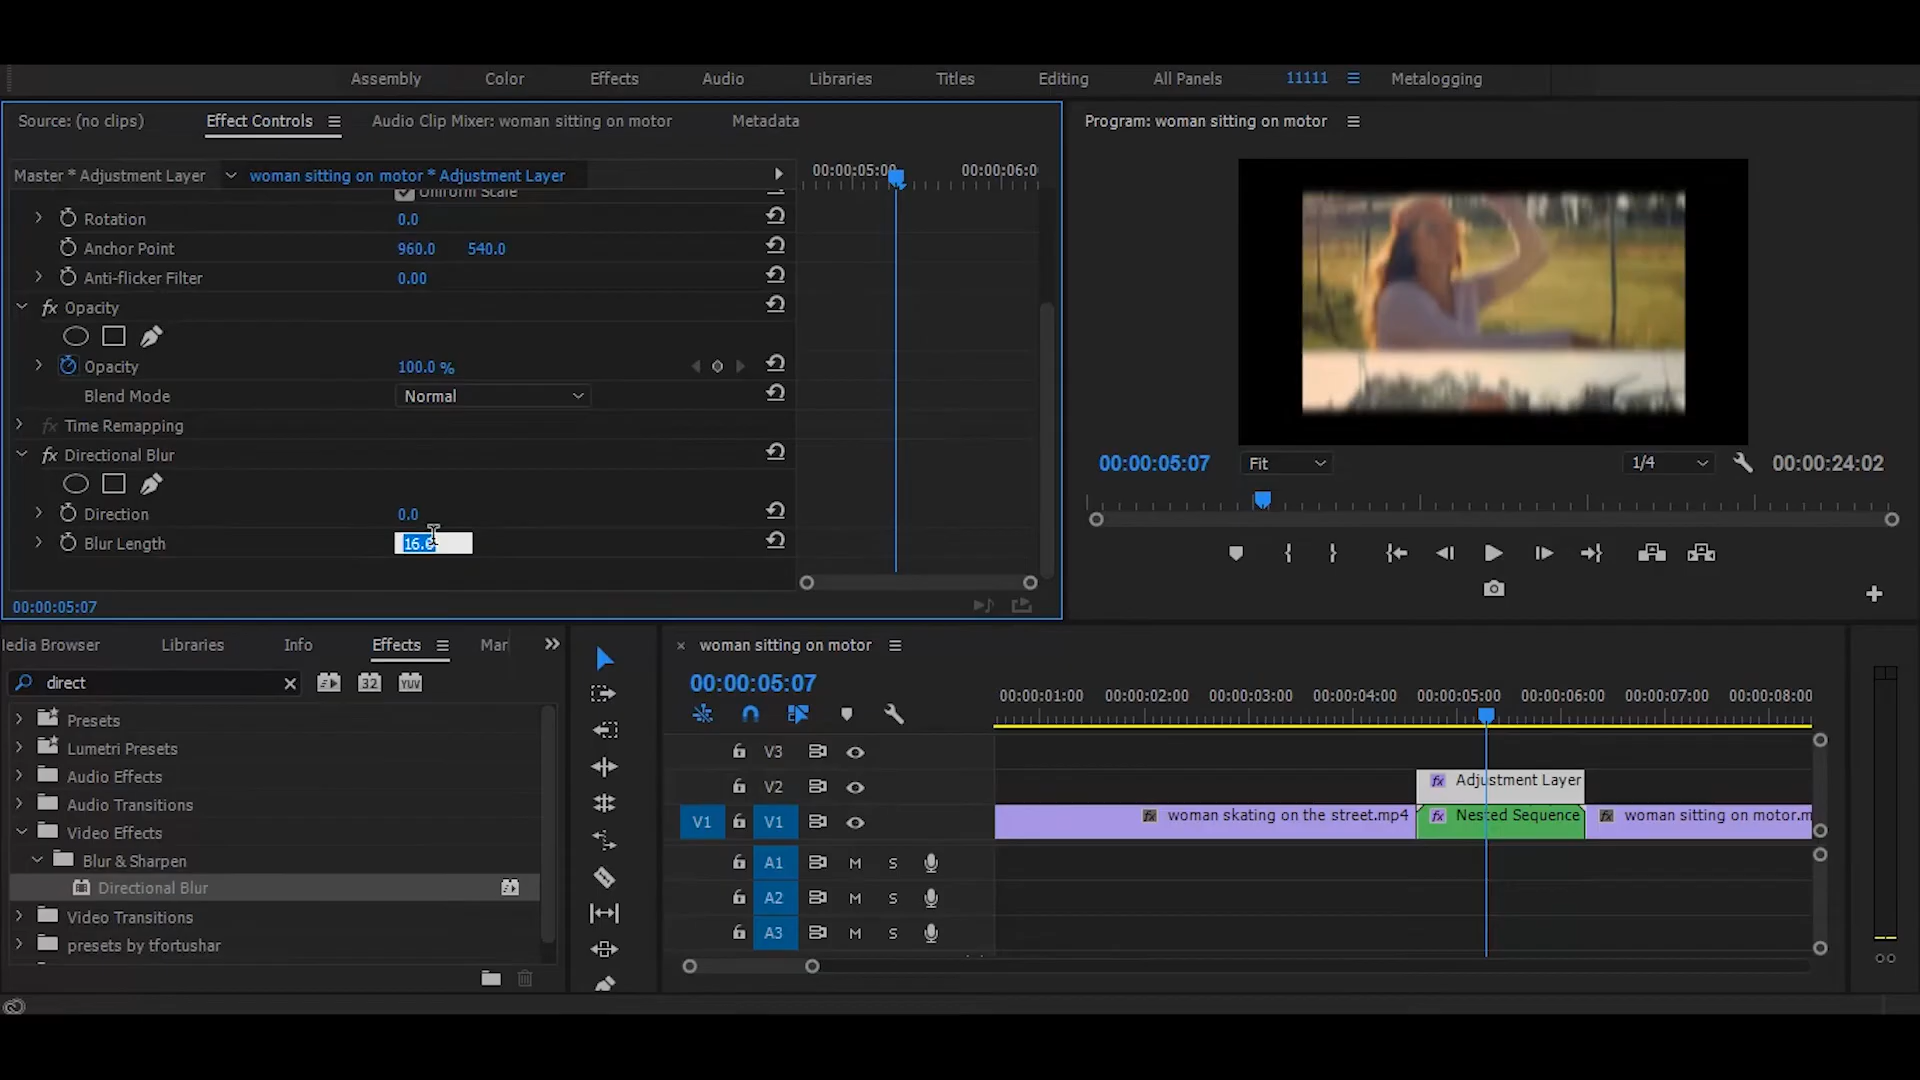 Assembly Color Effects Audio Libraries Titles Editing All Panels 11111 Metalogging
Source: (no clips) Effect Controls Audio Clip Mixer: woman sitting on motor Metadata
Program: woman sitting on motor
Master * Adjustment Layer woman sitting on motor * Adjustment Layer
00:00:05:00 00:00:06:0
Uniform Scale
Rotation 0.0
Anchor Point 960.0 540.0
Anti-flicker Filter 0.00
fx Opacity
Opacity 100.0 %
Blend Mode Normal
fx Time Remapping
fx Directional Blur
Direction 0.0
Blur Length 16.0
00:00:05:07
00:00:05:07 Fit 1/4 00:00:24:02
ledia Browser Libraries Info Effects Mar
direct 32 YUV
Presets
Lumetri Presets
Audio Effects
Audio Transitions
Video Effects
Blur & Sharpen
Directional Blur
Video Transitions
presets by tfortushar
woman sitting on motor
00:00:05:07
00:00:01:00 00:00:02:00 00:00:03:00 00:00:04:00 00:00:05:00 00:00:06:00 00:00:07:00 00:00:08:00
V3
V2 fx Adjustment Layer
V1 V1 fx woman skating on the street.mp4 fx Nested Sequence fx woman sitting on motor.m
A1 M S
A2 M S
A3 M S